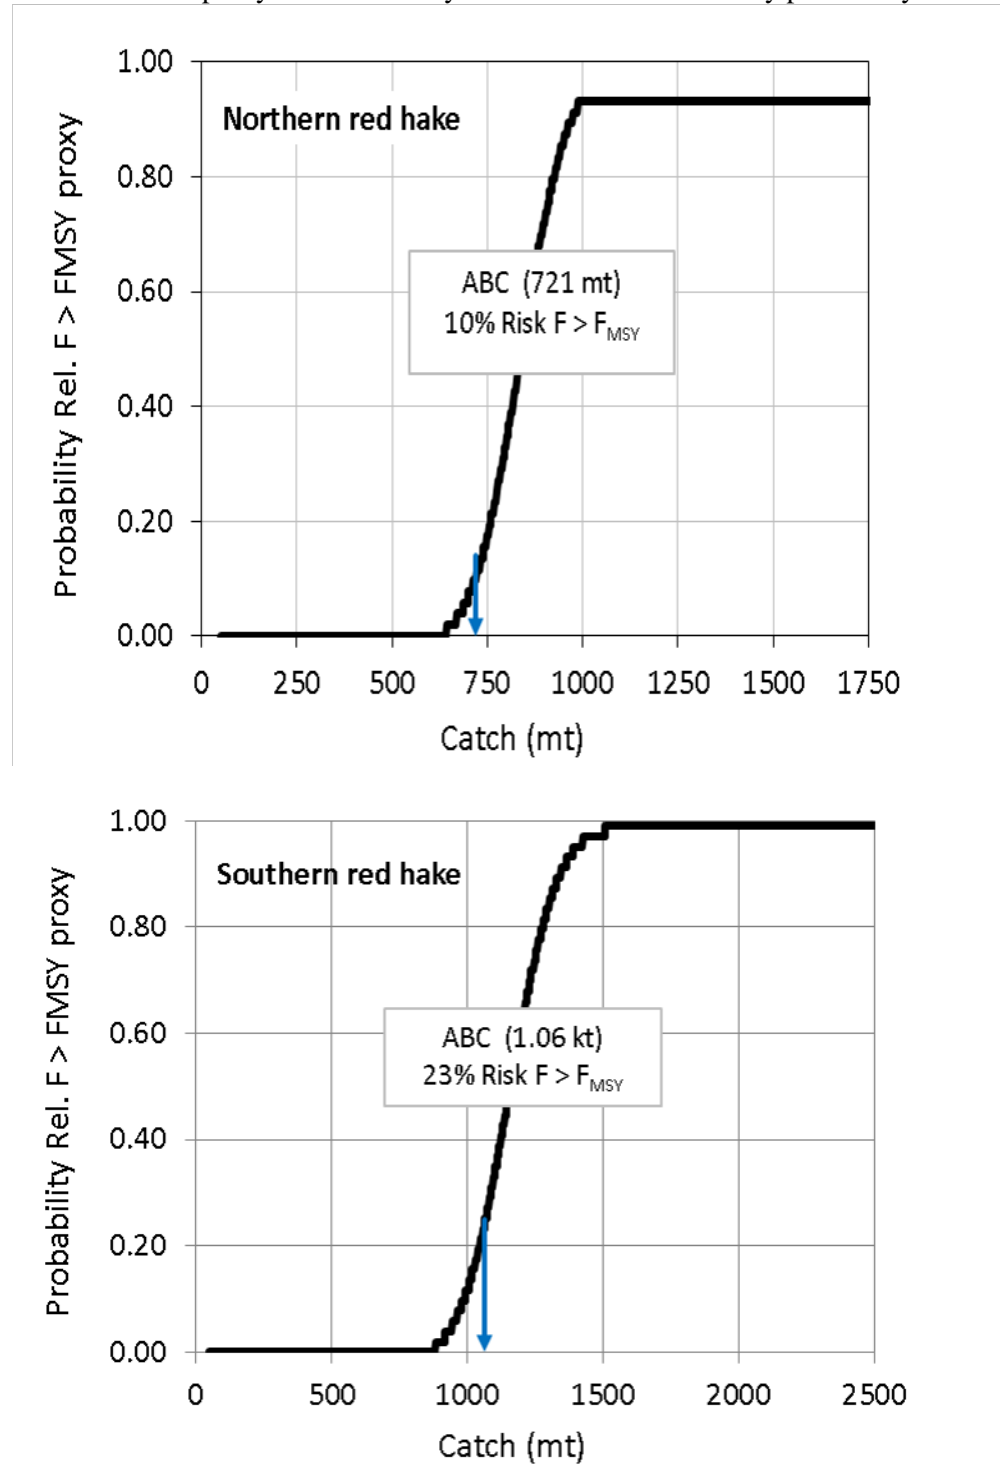 1.00
Northern red hake
0.80
ABC (721 mt)
0.60
10% Risk F > FMSY
0.40
0.20
0.00
0 250 500 750 1000 1250 1500 1750
Catch (mt)
Probability Rel. F > FMSY proxy
1.00
Southern red hake
0.80
ABC (1.06 kt)
0.60
23% Risk F > FMSY
0.40
0.20
0.00
0 500 1000 1500 2000 2500
Catch (mt)
Probability Rel. F > FMSY proxy